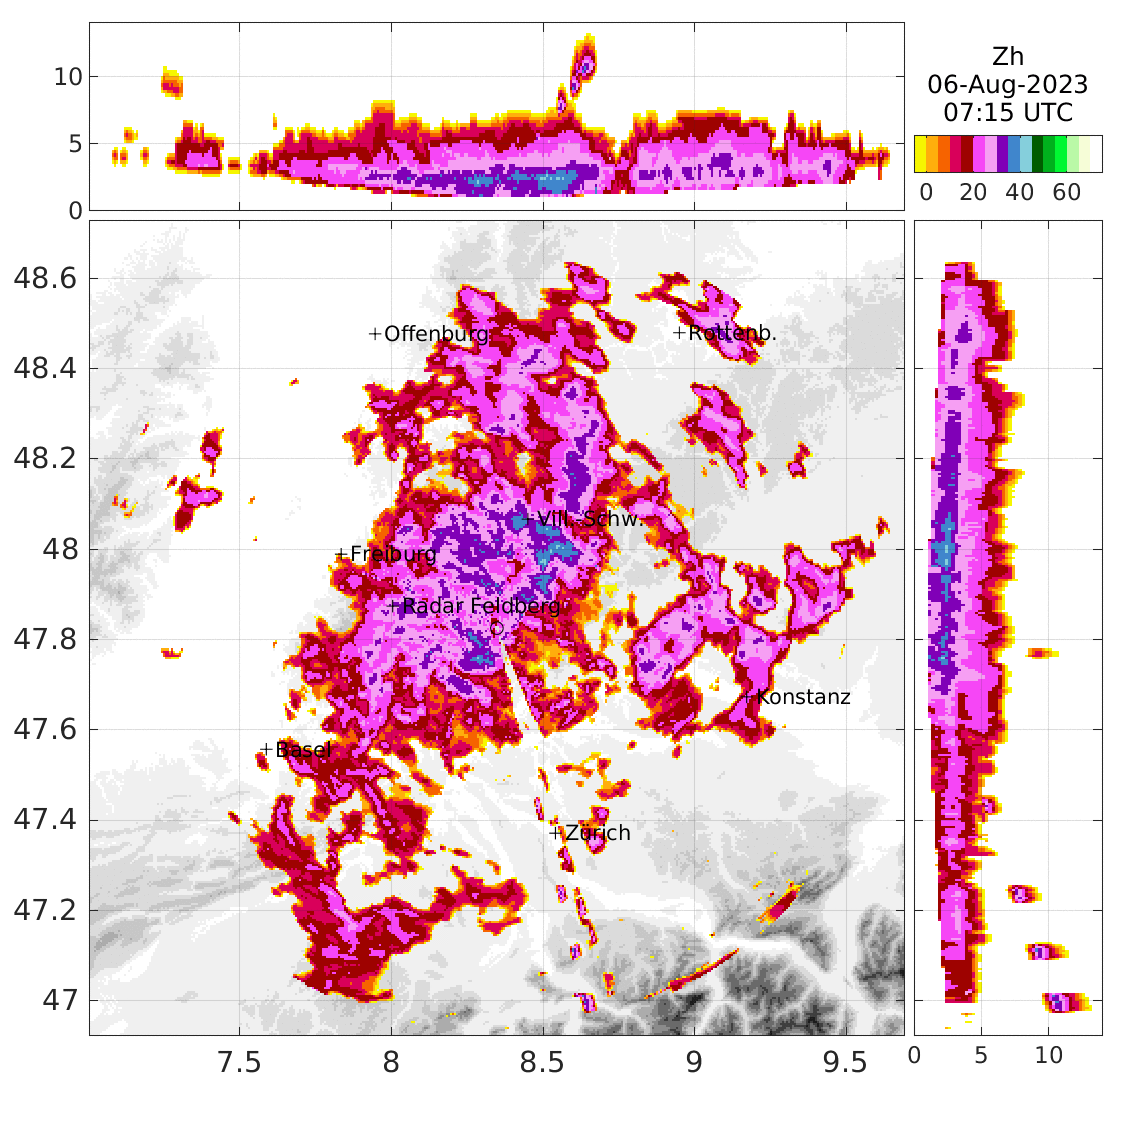 Zh
06-Aug-2023
07:15 UTC
0 20 40 60
10
5
0
48.6
+Offenburg
+Rottenb.
48.4
48.2
+Vill.-Schw.
48
+Freiburg
+Radar Feldberg
47.8
+Konstanz
47.6
+Basel
47.4
+Zürich
47.2
47
7.5 8 8.5 9 9.5
0 5 10